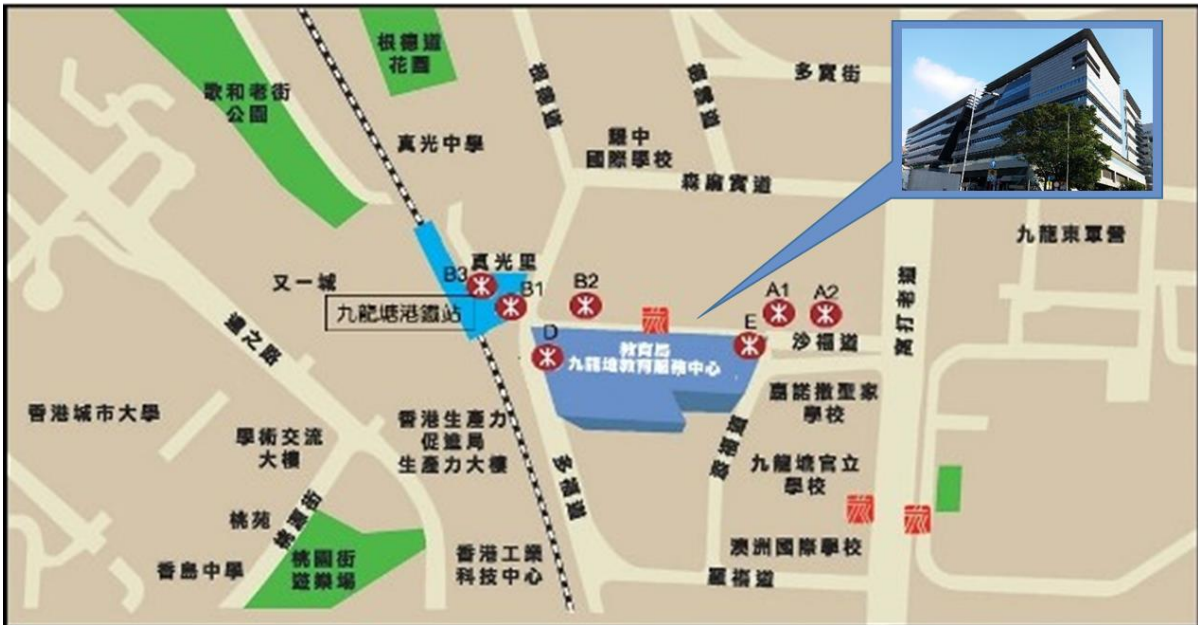 根德道
花園
歌和老街
公園
真光中學
根德道
多實街
耀中
國際學校
森麻實道
九龍東軍營
又一城
真光里
B3
B1
B2
A1
A2
九龍塘港鐵站
D
E
沙福道
窩打老道
教育局
九龍塘教育服務中心
達之路
嘉諾撒聖家
學校
香港城市大學
學術交流
大樓
香港生產力
促進局
生產力大樓
多福道
九龍塘官立
學校
桃苑
桃源街
香島中學
桃園街
遊樂場
香港工業
科技中心
澳洲國際學校
羅福道